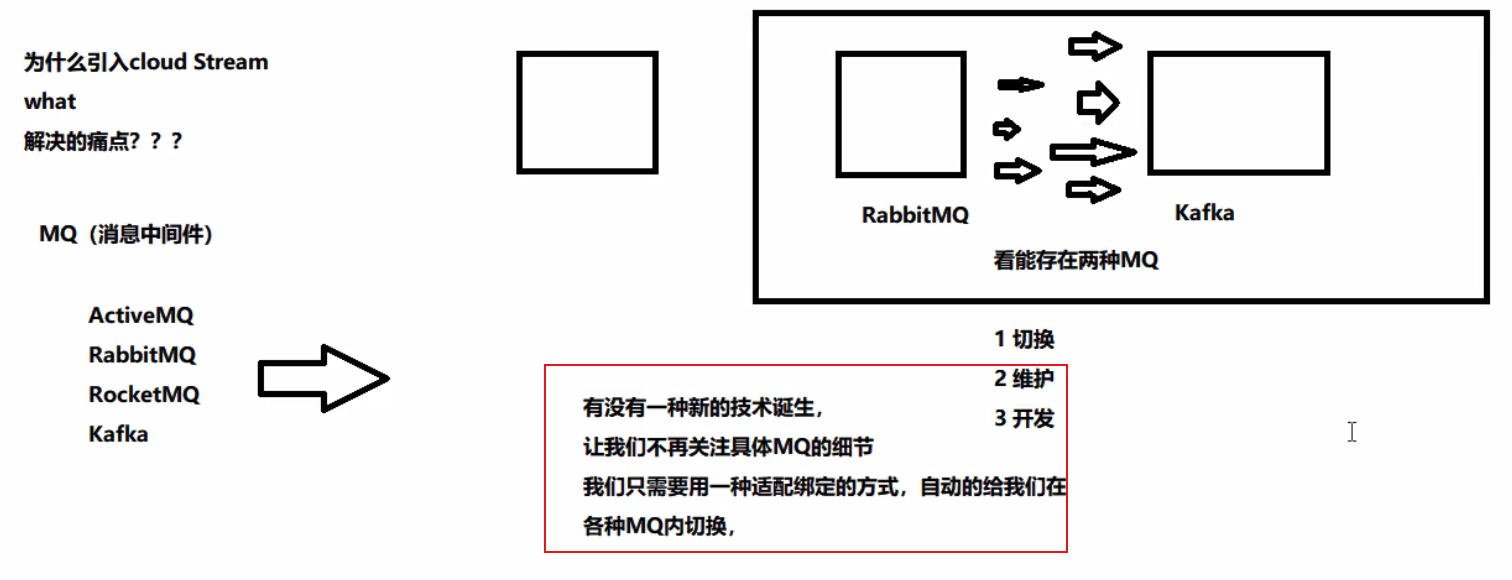 为什么引入cloud Stream
what
解决的痛点？？？
MQ（消息中间件）
ActiveMQ
RabbitMQ
RocketMQ
Kafka
RabbitMQ
Kafka
看能存在两种MQ
1 切换
2 维护
3 开发
有没有一种新的技术诞生，
让我们不再关注具体MQ的细节
我们只需要用一种适配绑定的方式，自动的给我们在
各种MQ内切换，